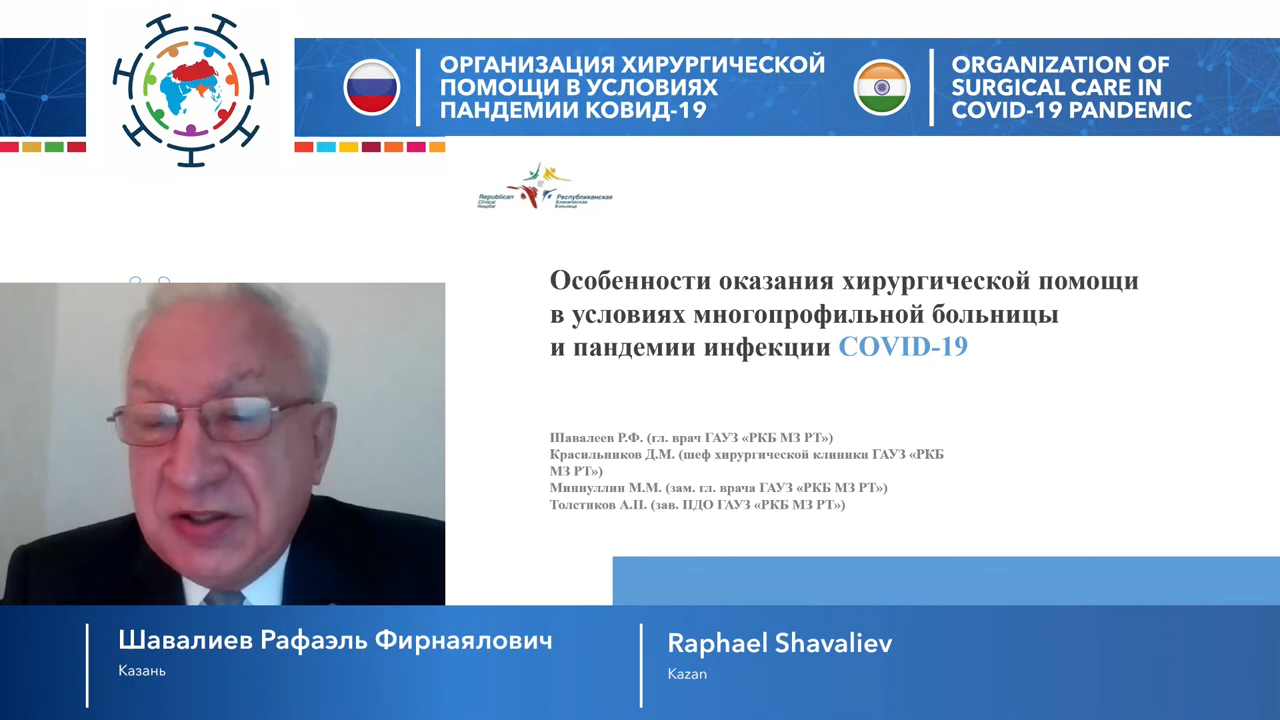 ОРГАНИЗАЦИЯ ХИРУРГИЧЕСКОЙ
ПОМОЩИ В УСЛОВИЯХ
ПАНДЕМИИ КОВИД-19
ORGANIZATION OF
SURGICAL CARE IN
COVID-19 PANDEMIC
Republican
Clinical
Hospital
Республиканская
Клиническая
Больница
Особенности оказания хирургической помощи
в условиях многопрофильной больницы
и пандемии инфекции COVID-19
Шавалеев Р.Ф. (гл. врач ГАУЗ «РКБ МЗ РТ»)
Красильников Д.М. (шеф хирургической клиники ГАУЗ «РКБ
МЗ РТ»)
Миннуллин М.М. (зам. гл. врача ГАУЗ «РКБ МЗ РТ»)
Толстиков А.П. (зав. ПДО ГАУЗ «РКБ МЗ РТ»)
Шавалиев Рафаэль Фирнаялович
Казань
Raphael Shavaliev
Kazan